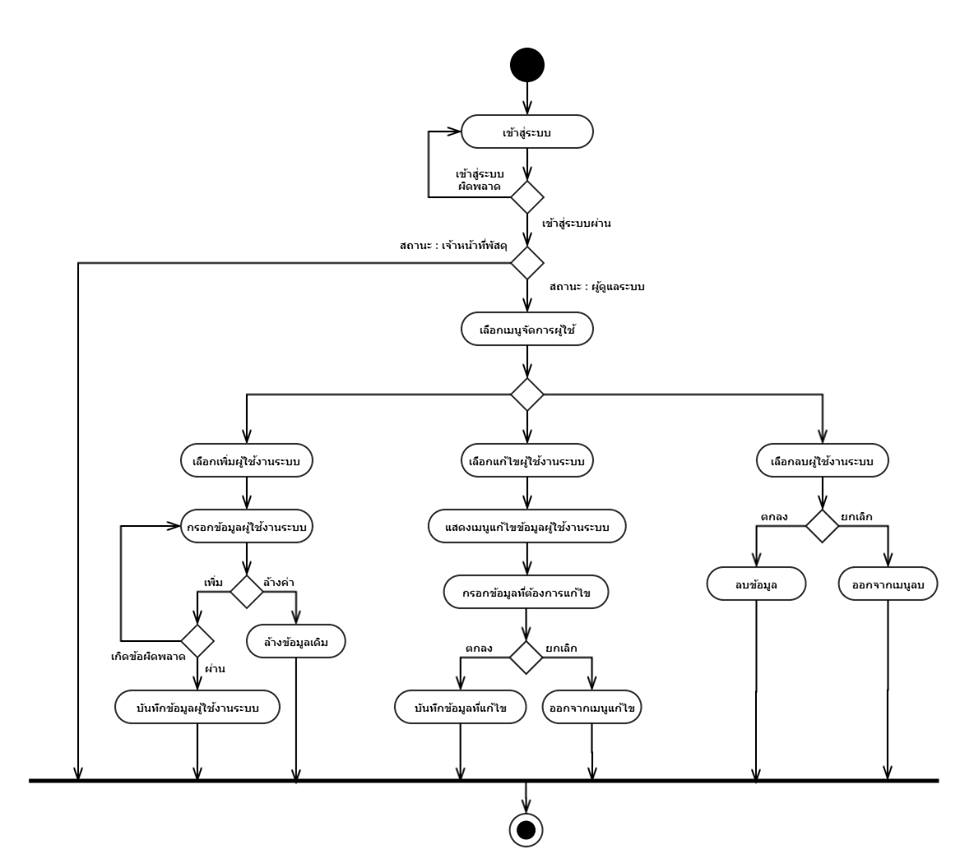 เข้าสู่ระบบ
เข้าสู่ระบบ
ผิดพลาด
เข้าสู่ระบบผ่าน
สถานะ : เจ้าหน้าที่พัสดุ
สถานะ : ผู้ดูแลระบบ
เลือกเมนูจัดการผู้ใช้
เลือกเพิ่มผู้ใช้งานระบบ
เลือกแก้ไขผู้ใช้งานระบบ
เลือกลบผู้ใช้งานระบบ
กรอกข้อมูลผู้ใช้งานระบบ
แสดงเมนูแก้ไขข้อมูลผู้ใช้งานระบบ
ตกลง
ยกเลิก
เพิ่ม
ล้างค่า
กรอกข้อมูลที่ต้องการแก้ไข
ลบข้อมูล
ออกจากเมนูลบ
ล้างข้อมูลเดิม
เกิดข้อผิดพลาด
ผ่าน
ตกลง
ยกเลิก
บันทึกข้อมูลผู้ใช้งานระบบ
บันทึกข้อมูลที่แก้ไข
ออกจากเมนูแก้ไข